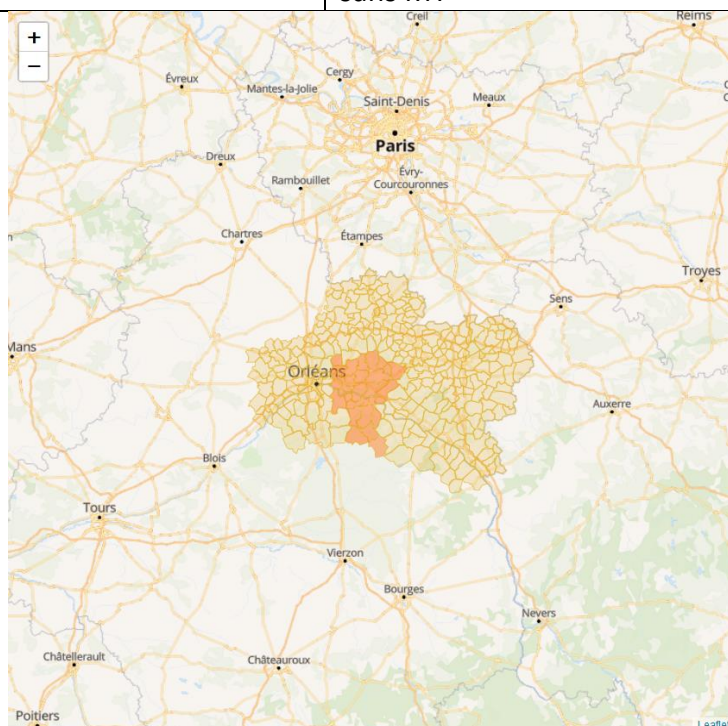 Creil
Reims
+
−
Évreux
Mantes-la-Jolie
Cergy
Saint-Denis
Meaux
Paris
Dreux
Rambouillet
Évry-
Courcouronnes
Chartres
Étampes
Troyes
Sens
Mans
Orléans
Auxerre
Blois
Tours
Vierzon
Bourges
Nevers
Châtellerault
Châteauroux
Poitiers
Leafle